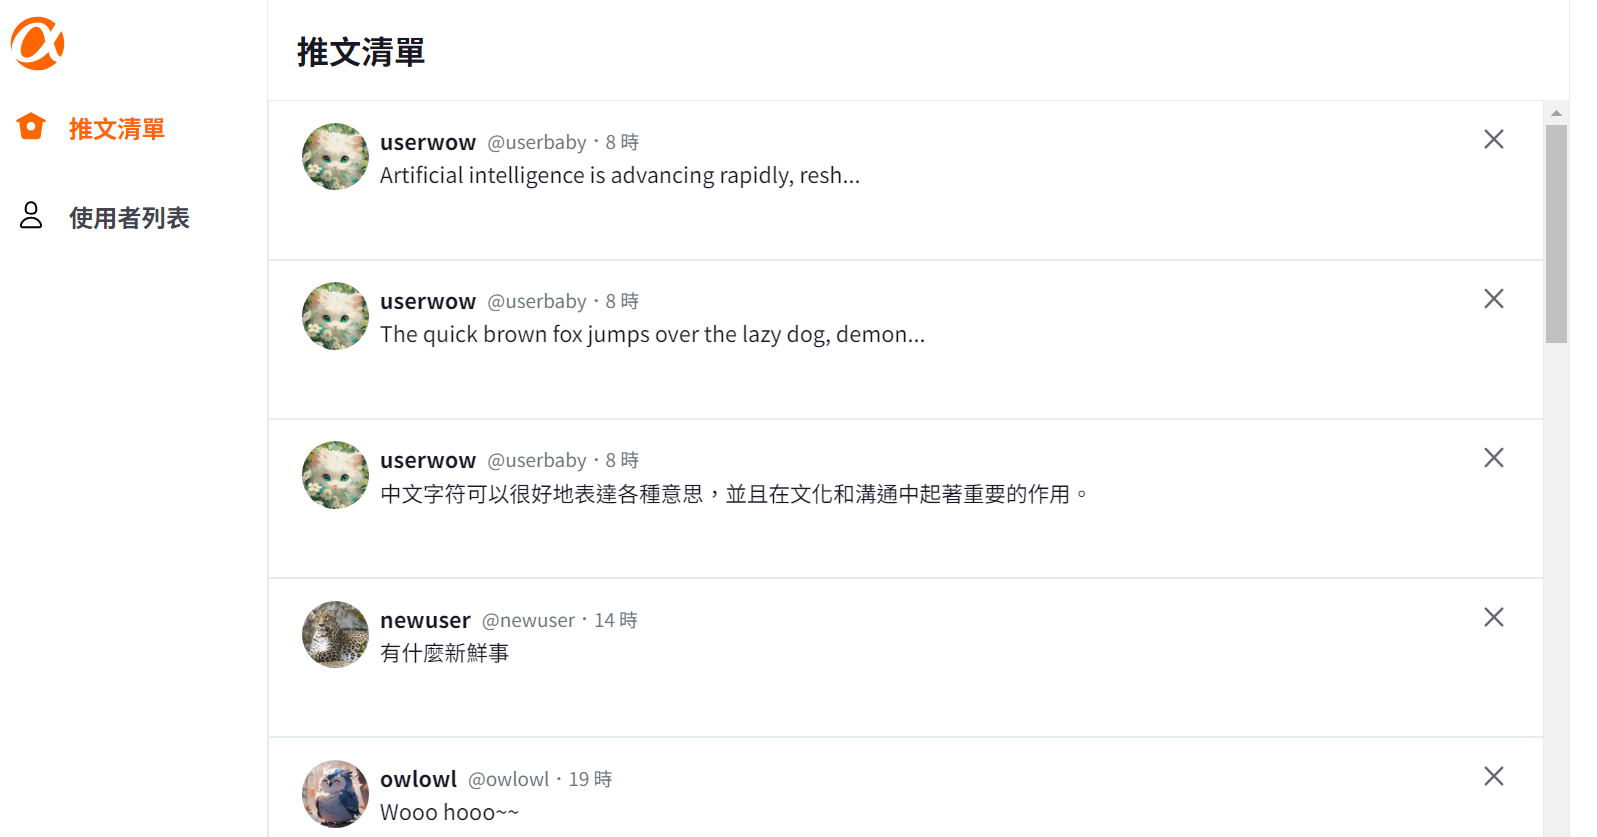 推文清單
推文清單
使用者列表
userwow @userbaby・8 時
Artificial intelligence is advancing rapidly, resh...
userwow @userbaby・8 時
The quick brown fox jumps over the lazy dog, demon...
userwow @userbaby・8 時
中文字符可以很好地表達各種意思，並且在文化和溝通中起著重要的作用。
newuser @newuser・14 時
有什麼新鮮事
owlowl @owlowl・19 時
Wooo hooo~~